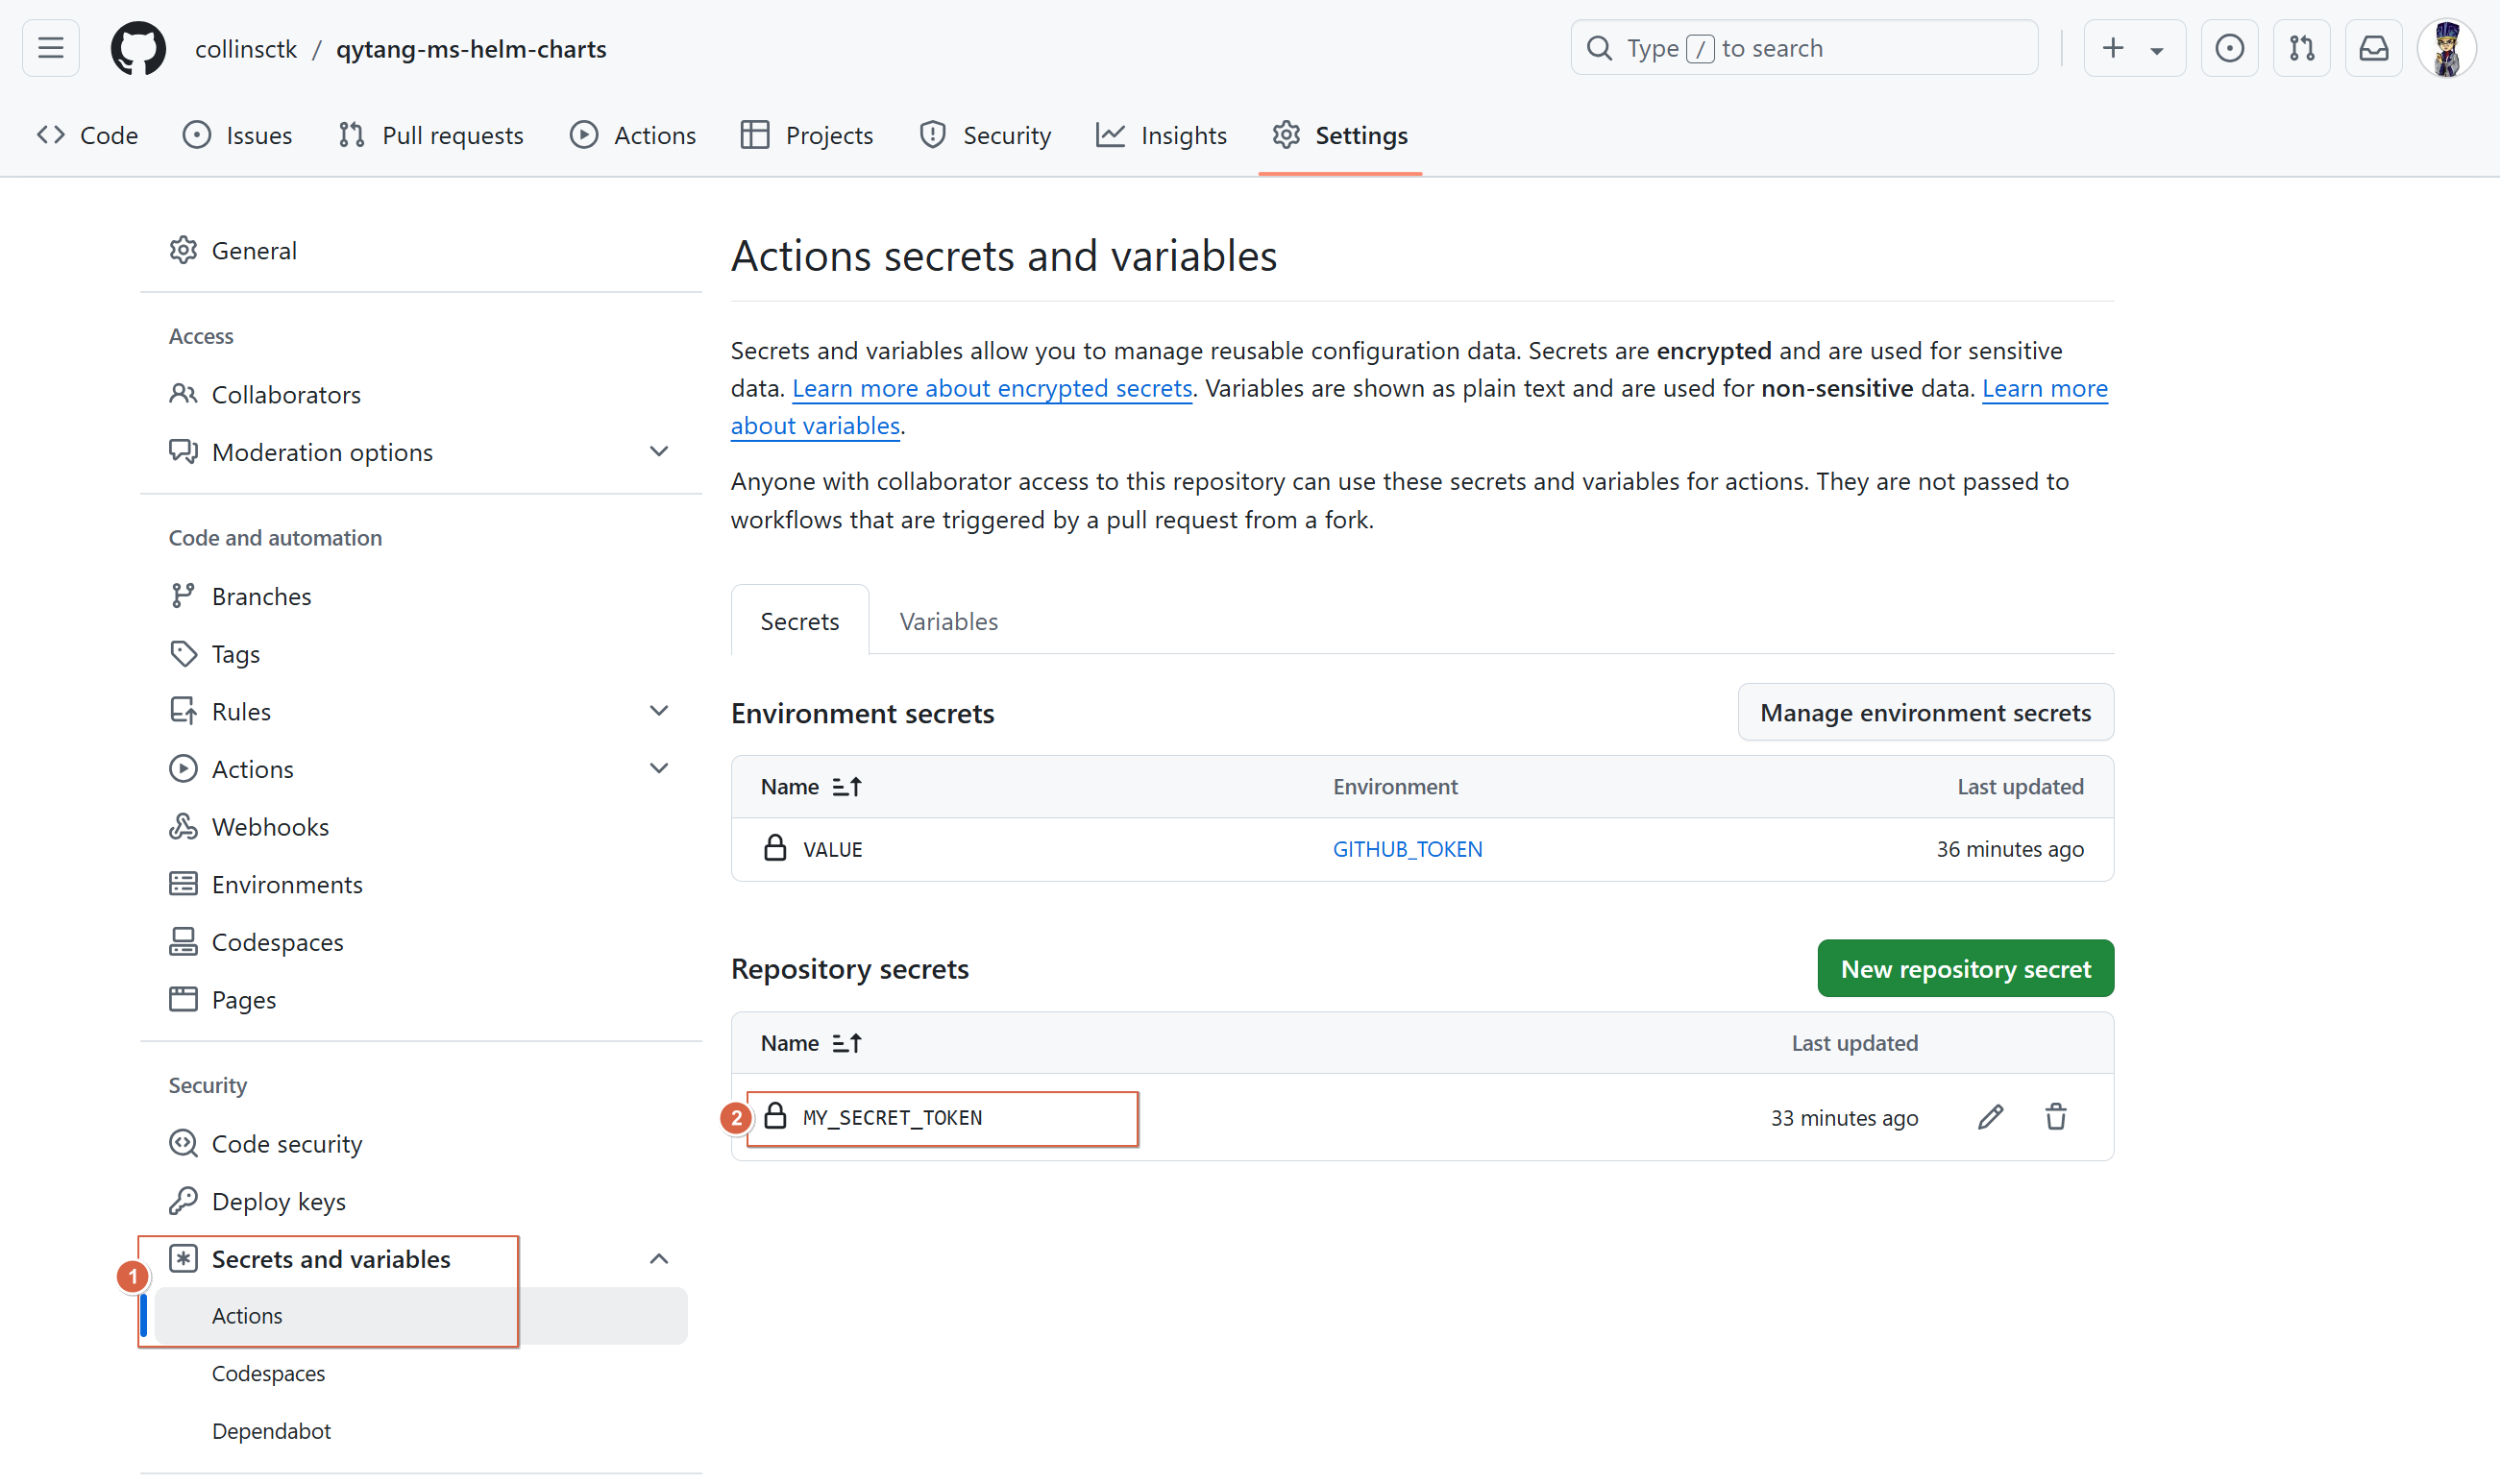 collinsctk / qytang-ms-helm-charts
Type / to search
Code
Issues
Pull requests
Actions
Projects
Security
Insights
Settings
General
Access
Collaborators
Moderation options
Code and automation
Branches
Tags
Rules
Actions
Webhooks
Environments
Codespaces
Pages
Security
Code security
Deploy keys
1
Secrets and variables
Actions
Codespaces
Dependabot
Actions secrets and variables
Secrets and variables allow you to manage reusable configuration data. Secrets are encrypted and are used for sensitive
data. Learn more about encrypted secrets. Variables are shown as plain text and are used for non-sensitive data. Learn more
about variables.
Anyone with collaborator access to this repository can use these secrets and variables for actions. They are not passed to
workflows that are triggered by a pull request from a fork.
Secrets
Variables
Environment secrets
Manage environment secrets
Name Environment Last updated
VALUE GITHUB_TOKEN 36 minutes ago
Repository secrets
New repository secret
Name Last updated
2 MY_SECRET_TOKEN 33 minutes ago